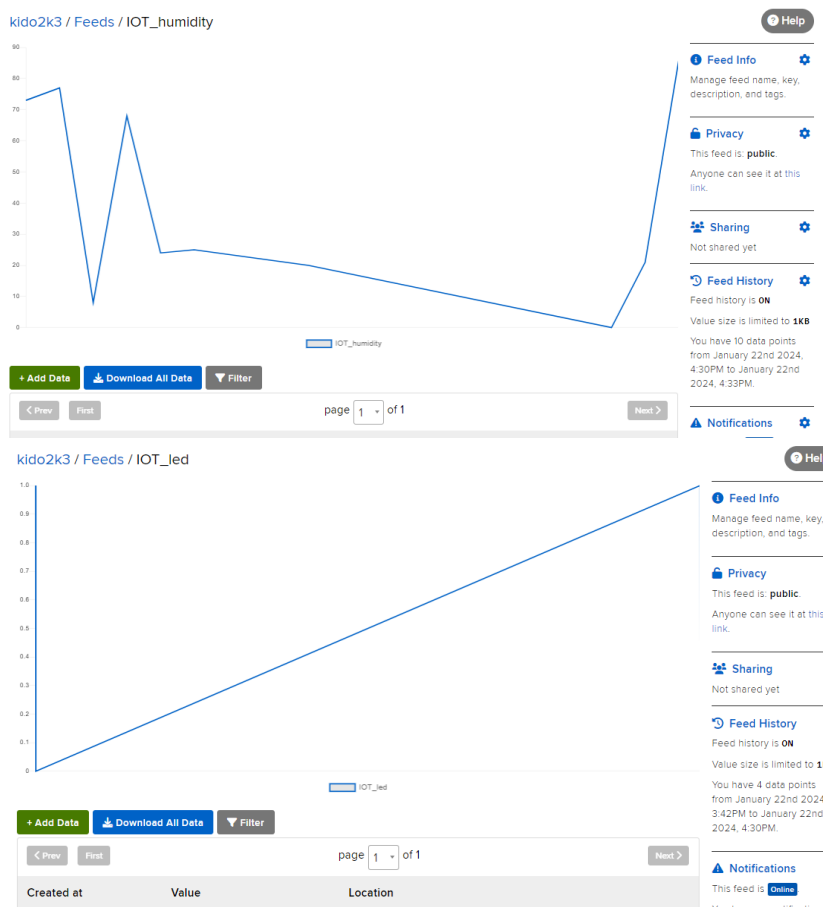 kido2k3 / Feeds / IOT_humidity
Help
90
80
70
60
50
40
30
20
10
0
IOT_humidity
+ Add Data
Download All Data
Filter
< Prev
First
page 1 of 1
Next >
Feed Info
Manage feed name, key,
description, and tags.
Privacy
This feed is: public.
Anyone can see it at this
link.
Sharing
Not shared yet
Feed History
Feed history is ON
Value size is limited to 1KB
You have 10 data points
from January 22nd 2024,
4:30PM to January 22nd
2024, 4:33PM.
Notifications
kido2k3 / Feeds / IOT_led
Hel
1.0
0.9
0.8
0.7
0.6
0.5
0.4
0.3
0.2
0.1
0
IOT_led
+ Add Data
Download All Data
Filter
< Prev
First
page 1 of 1
Next >
Created at Value Location
Feed Info
Manage feed name, key,
description, and tags.
Privacy
This feed is: public.
Anyone can see it at this
link.
Sharing
Not shared yet
Feed History
Feed history is ON
Value size is limited to 1
You have 4 data points
from January 22nd 2024
3:42PM to January 22nd
2024, 4:30PM.
Notifications
This feed is Online